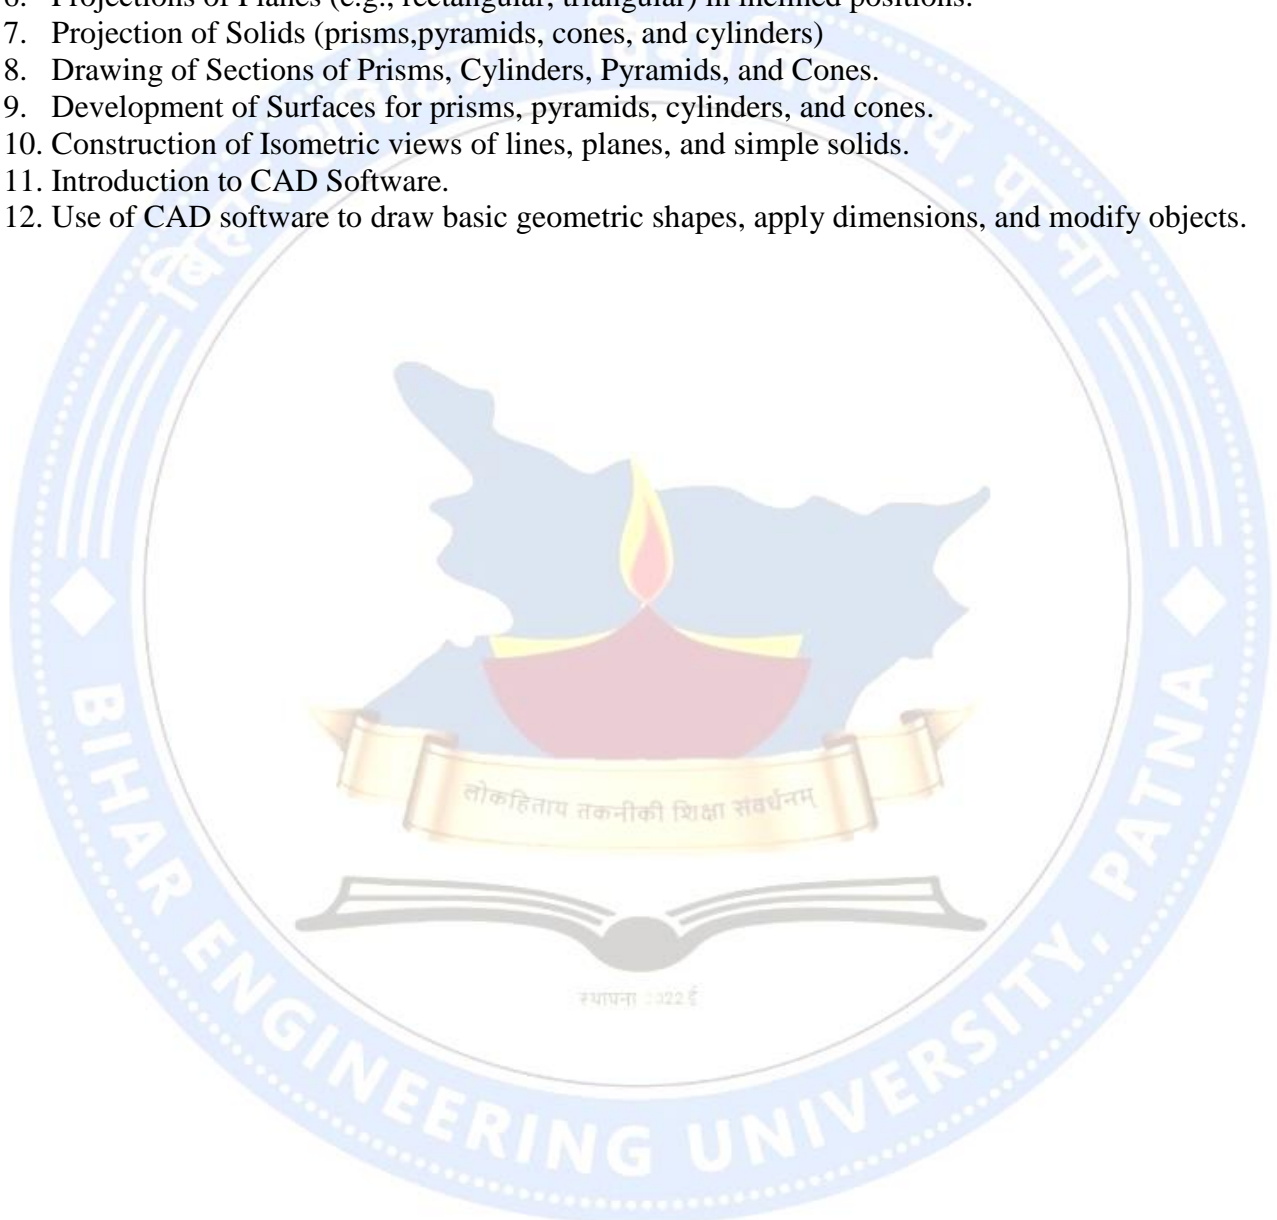 6. Projections of Planes (e.g., rectangular, triangular) in inclined positions.
7. Projection of Solids (prisms,pyramids, cones, and cylinders)
8. Drawing of Sections of Prisms, Cylinders, Pyramids, and Cones.
9. Development of Surfaces for prisms, pyramids, cylinders, and cones.
10. Construction of Isometric views of lines, planes, and simple solids.
11. Introduction to CAD Software.
12. Use of CAD software to draw basic geometric shapes, apply dimensions, and modify objects.
पटना
लोकहिताय तकनीकी शिक्षा संवर्धनम्
स्थापना 2022 ई
BIHAR ENGINEERING UNIVERSITY, PATNA